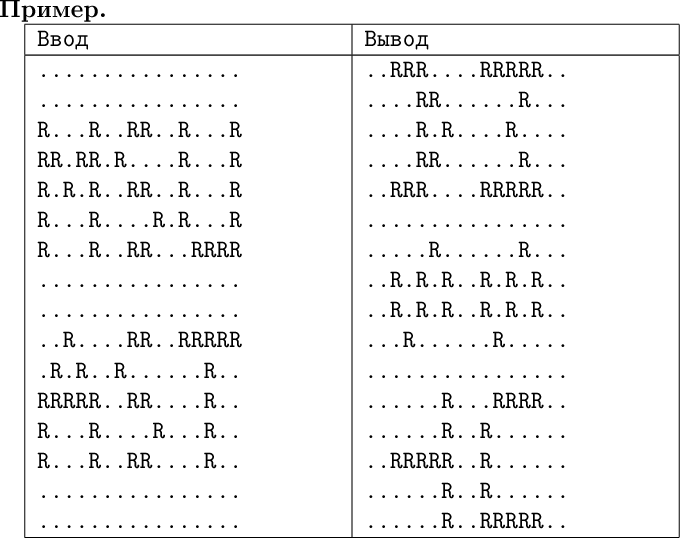 Пример.
Ввод Вывод
................ ..RRR....RRRRR..
................ ....RR......R...
R...R..RR..R...R ....R.R....R....
RR.RR.R....R...R ....RR......R...
R.R.R..RR..R...R ..RRR....RRRRR..
R...R....R.R...R ................
R...R..RR...RRRR .....R......R...
................ ..R.R.R..R.R.R..
................ ..R.R.R..R.R.R..
..R....RR..RRRRR ...R......R.....
.R.R..R......R.. ................
RRRRR..RR....R.. ......R...RRRR..
R...R....R...R.. ......R..R......
R...R..RR....R.. ..RRRRR..R......
................ ......R..R......
................ ......R..RRRRR..